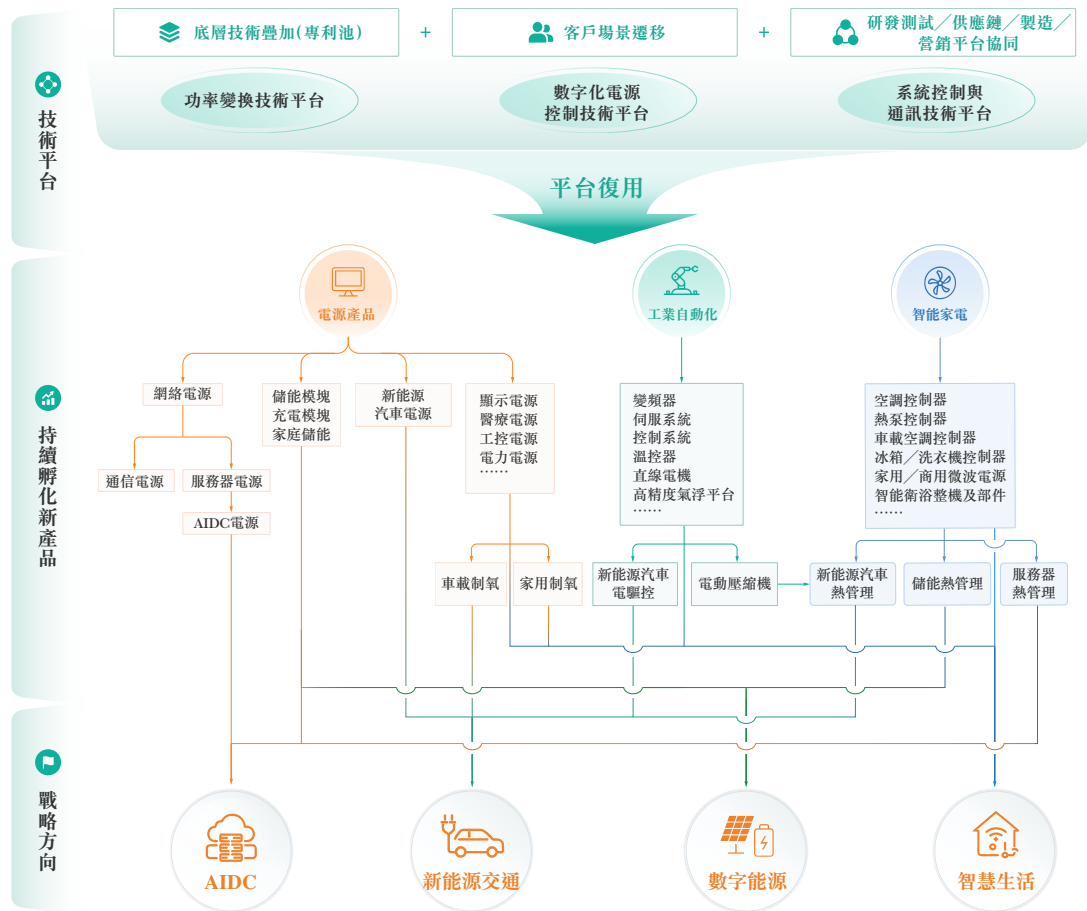 技術平台
底層技術疊加(專利池)
+
客戶場景遷移
+
研發測試／供應鏈／製造／
營銷平台協同
功率變換技術平台
數字化電源
控制技術平台
系統控制與
通訊技術平台
平台復用
持續孵化新產品
電源產品
工業自動化
智能家電
網絡電源
儲能模塊
充電模塊
家庭儲能
新能源
汽車電源
顯示電源
醫療電源
工控電源
電力電源
……
變頻器
伺服系統
控制系統
溫控器
直線電機
高精度氣浮平台
……
空調控制器
熱泵控制器
車載空調控制器
冰箱／洗衣機控制器
家用／商用微波電源
智能衛浴整機及部件
……
通信電源
服務器電源
AIDC電源
車載制氧
家用制氧
新能源汽車
電驅控
電動壓縮機
新能源汽車
熱管理
儲能熱管理
服務器
熱管理
戰略方向
AIDC
新能源交通
數字能源
智慧生活